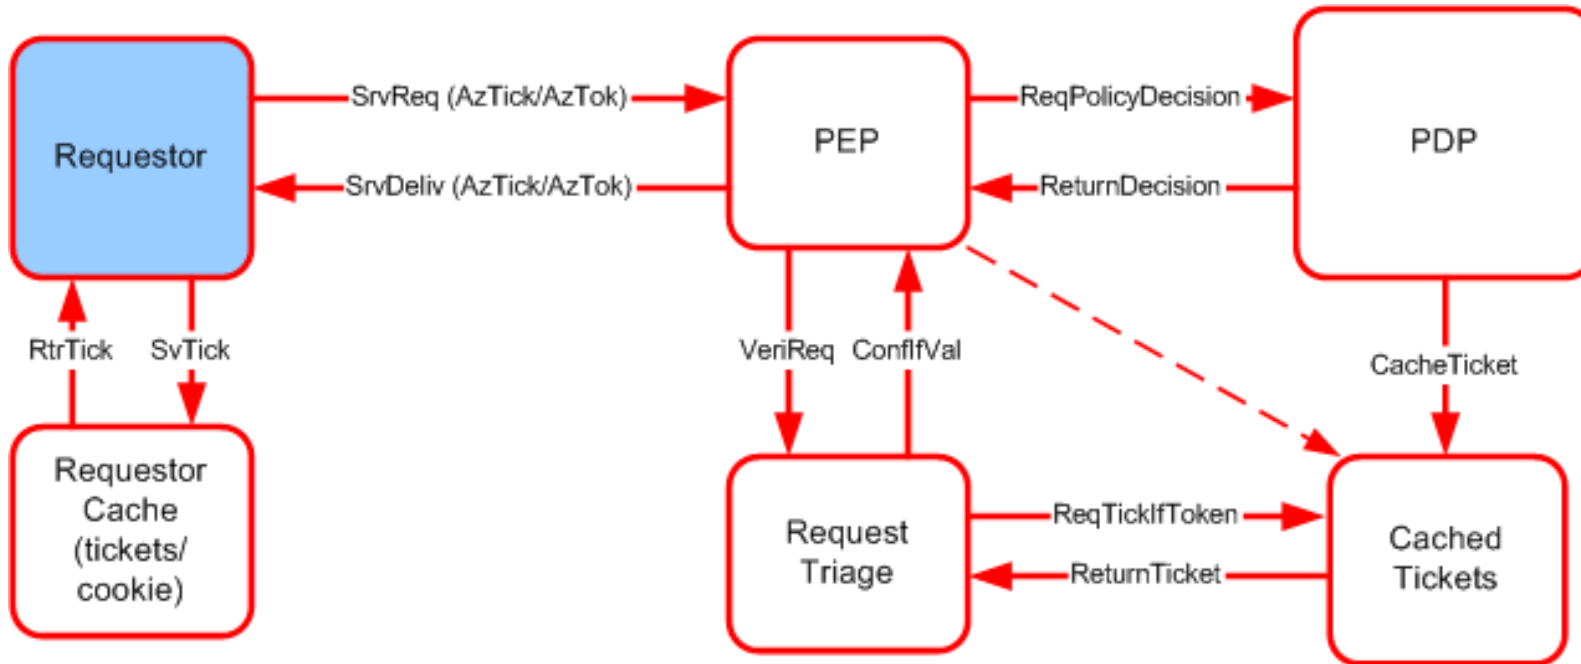 SrvReq (AzTick/AzTok)
ReqPolicyDecision
Requestor
PEP
PDP
SrvDeliv (AzTick/AzTok)
ReturnDecision
RtrTick
SvTick
VeriReq
ConfIfVal
CacheTicket
Requestor
Cache
(tickets/
cookie)
Request
Triage
ReqTickIfToken
ReturnTicket
Cached
Tickets